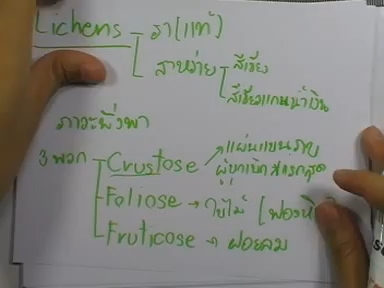 Lichens รา(แท้)
สาหร่าย สีเขียว
สีเขียวแกมน้ำเงิน
ภาวะพึ่งพา
3 พวก Crustose → แผ่นแบนราบ
ผู้บุกเบิกแรกสุด
Foliose → ใบไม้
Fruticose → ฝอยลม